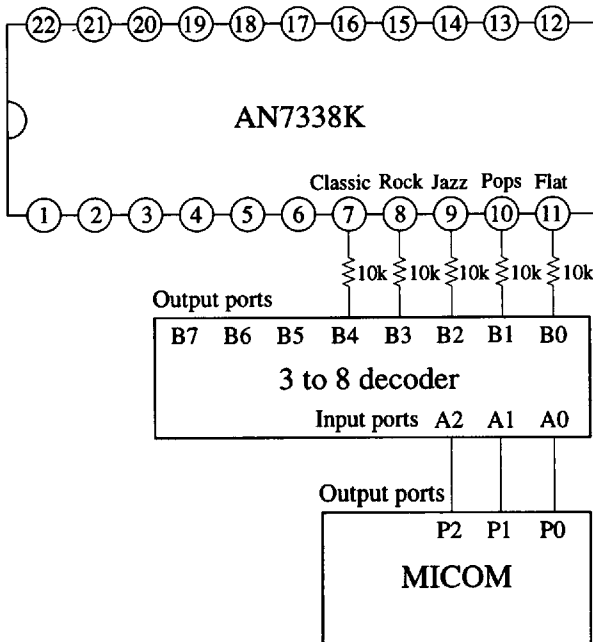 22 21 20 19 18 17 16 15 14 13 12
AN7338K
Classic Rock Jazz Pops Flat
1 2 3 4 5 6 7 8 9 10 11
10k 10k 10k 10k 10k
Output ports
B7 B6 B5 B4 B3 B2 B1 B0
3 to 8 decoder
Input ports A2 A1 A0
Output ports
P2 P1 P0
MICOM